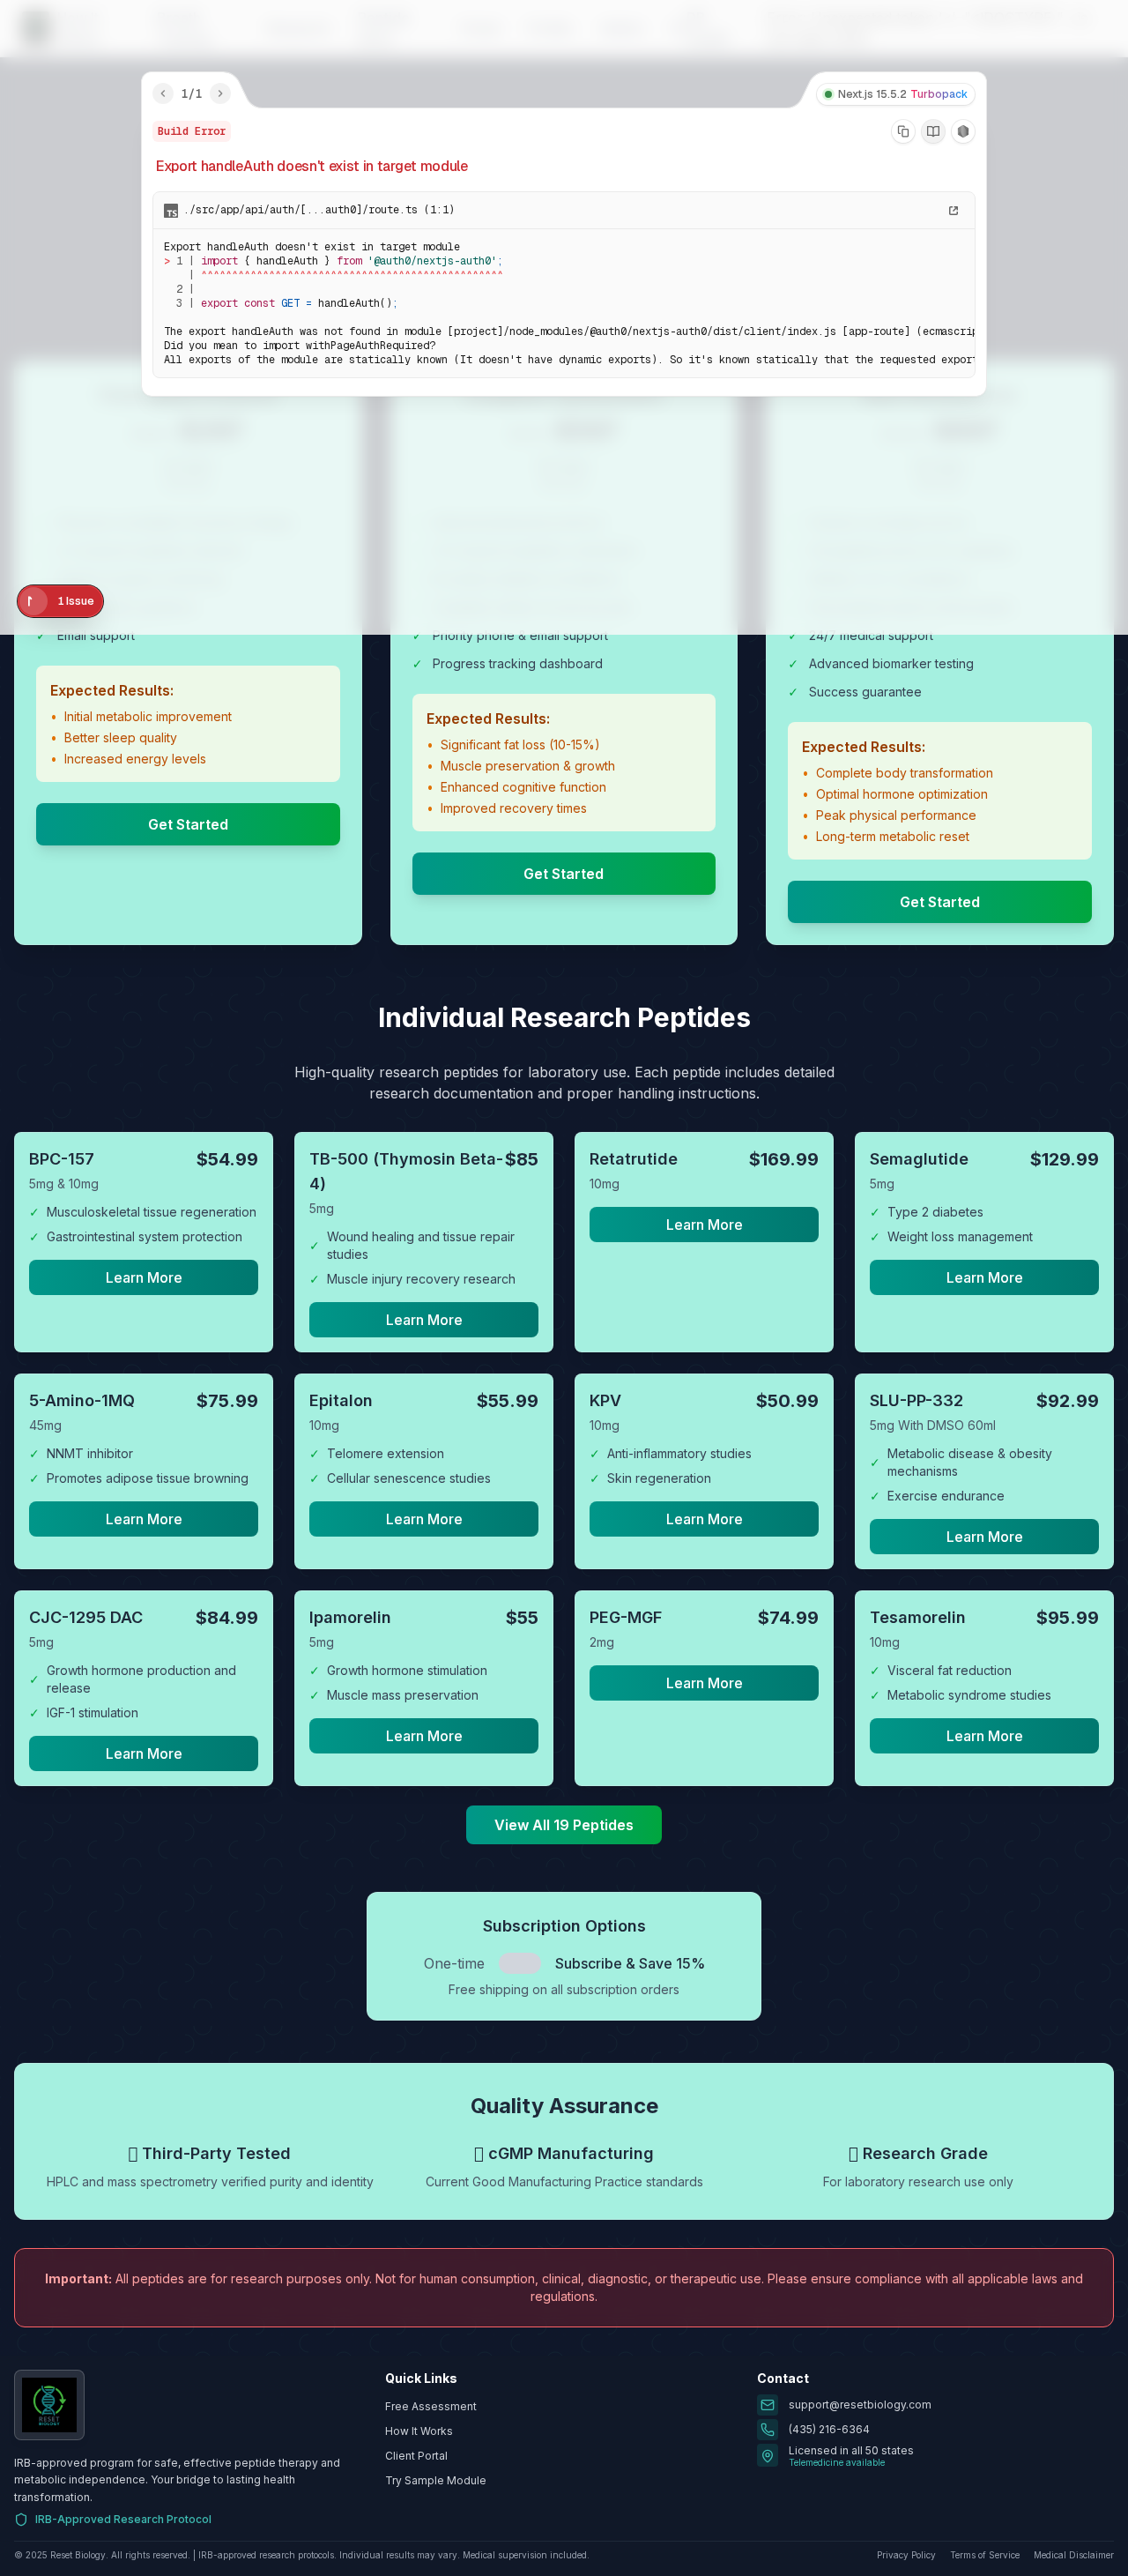 1/1
Next.js 15.5.2 Turbopack
Build Error
Export handleAuth doesn't exist in target module
TS ./src/app/api/auth/[...auth0]/route.ts (1:1)
Export handleAuth doesn't exist in target module
> 1 | import { handleAuth } from '@auth0/nextjs-auth0';
| ^^^^^^^^^^^^^^^^^^^^^^^^^^^^^^^^^^^^^^^^^^^^^^^^^
2 |
3 | export const GET = handleAuth();
The export handleAuth was not found in module [project]/node_modules/@auth0/nextjs-auth0/dist/client/index.js [app-route] (ecmascrip
Did you mean to import withPageAuthRequired?
All exports of the module are statically known (It doesn't have dynamic exports). So it's known statically that the requested export
1 Issue
✓ Email support
Expected Results:
• Initial metabolic improvement
• Better sleep quality
• Increased energy levels
Get Started
✓ Priority phone & email support
✓ Progress tracking dashboard
Expected Results:
• Significant fat loss (10-15%)
• Muscle preservation & growth
• Enhanced cognitive function
• Improved recovery times
Get Started
✓ 24/7 medical support
✓ Advanced biomarker testing
✓ Success guarantee
Expected Results:
• Complete body transformation
• Optimal hormone optimization
• Peak physical performance
• Long-term metabolic reset
Get Started
Individual Research Peptides
High-quality research peptides for laboratory use. Each peptide includes detailed
research documentation and proper handling instructions.
BPC-157 $54.99
5mg & 10mg
✓ Musculoskeletal tissue regeneration
✓ Gastrointestinal system protection
Learn More
TB-500 (Thymosin Beta- $85
4)
5mg
✓ Wound healing and tissue repair
studies
✓ Muscle injury recovery research
Learn More
Retatrutide $169.99
10mg
Learn More
Semaglutide $129.99
5mg
✓ Type 2 diabetes
✓ Weight loss management
Learn More
5-Amino-1MQ $75.99
45mg
✓ NNMT inhibitor
✓ Promotes adipose tissue browning
Learn More
Epitalon $55.99
10mg
✓ Telomere extension
✓ Cellular senescence studies
Learn More
KPV $50.99
10mg
✓ Anti-inflammatory studies
✓ Skin regeneration
Learn More
SLU-PP-332 $92.99
5mg With DMSO 60ml
✓ Metabolic disease & obesity
mechanisms
✓ Exercise endurance
Learn More
CJC-1295 DAC $84.99
5mg
✓ Growth hormone production and
release
✓ IGF-1 stimulation
Learn More
Ipamorelin $55
5mg
✓ Growth hormone stimulation
✓ Muscle mass preservation
Learn More
PEG-MGF $74.99
2mg
Learn More
Tesamorelin $95.99
10mg
✓ Visceral fat reduction
✓ Metabolic syndrome studies
Learn More
View All 19 Peptides
Subscription Options
One-time Subscribe & Save 15%
Free shipping on all subscription orders
Quality Assurance
Third-Party Tested
HPLC and mass spectrometry verified purity and identity
cGMP Manufacturing
Current Good Manufacturing Practice standards
Research Grade
For laboratory research use only
Important: All peptides are for research purposes only. Not for human consumption, clinical, diagnostic, or therapeutic use. Please ensure compliance with all applicable laws and
regulations.
RESET
BIOLOGY
IRB-approved program for safe, effective peptide therapy and
metabolic independence. Your bridge to lasting health
transformation.
IRB-Approved Research Protocol
Quick Links
Free Assessment
How It Works
Client Portal
Try Sample Module
Contact
support@resetbiology.com
(435) 216-6364
Licensed in all 50 states
Telemedicine available
© 2025 Reset Biology. All rights reserved. | IRB-approved research protocols. Individual results may vary. Medical supervision included.
Privacy Policy Terms of Service Medical Disclaimer